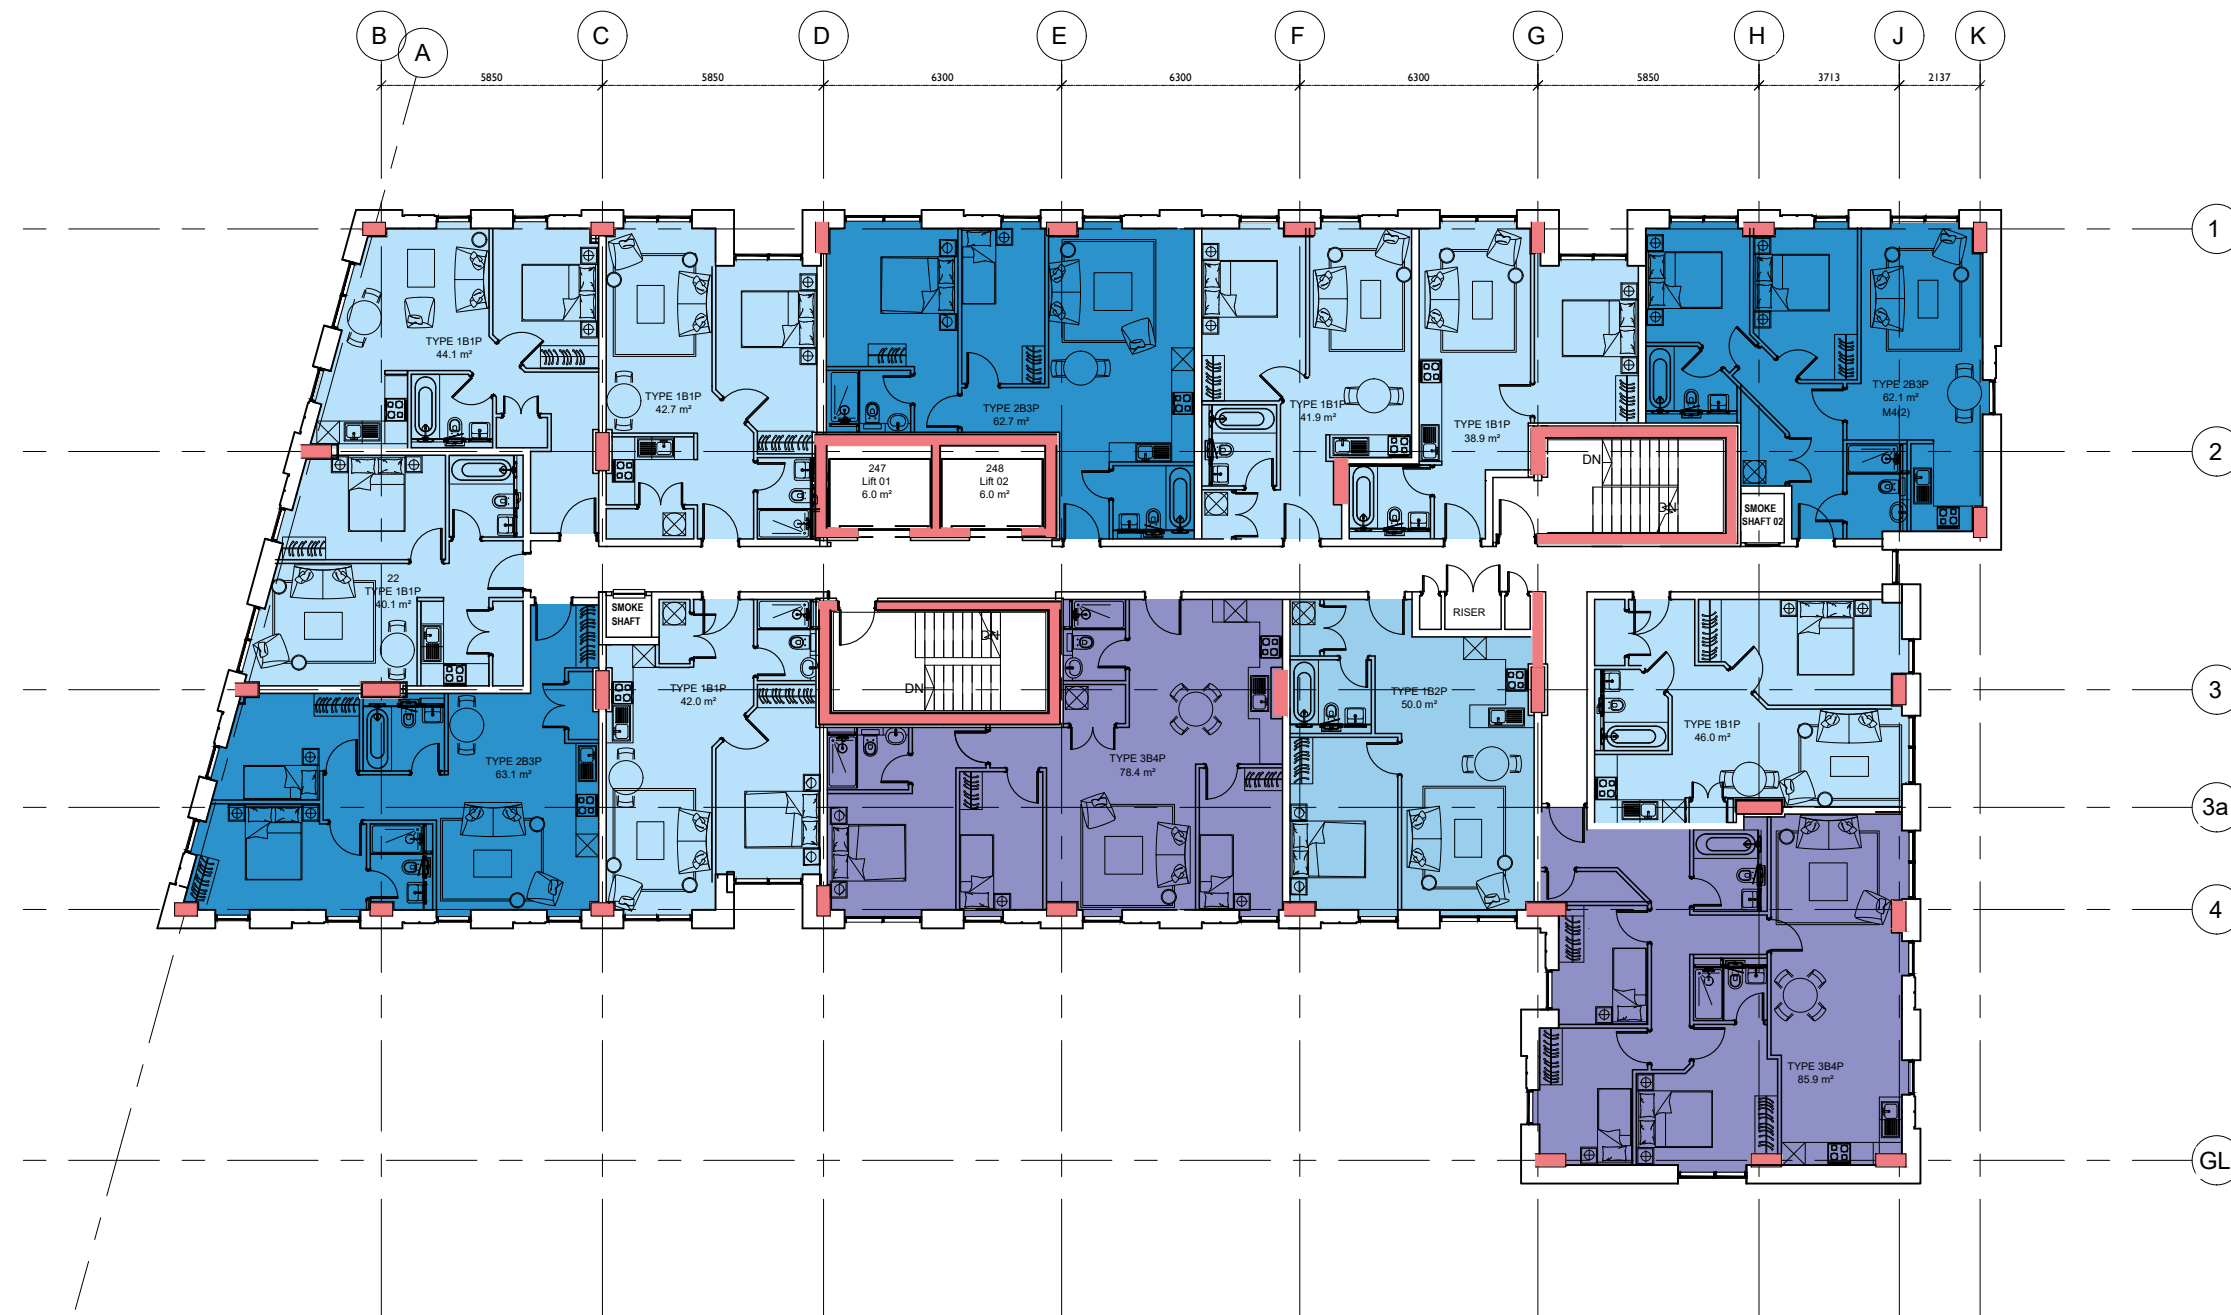 B
A
C
D
E
F
G
H
J
K
5850
5850
6300
6300
6300
5850
3713
2137
1
2
3
3a
4
GL
TYPE 1B1P
44.1 m²
TYPE 1B1P
42.7 m²
TYPE 2B3P
62.7 m²
TYPE 1B1P
41.9 m²
TYPE 1B1P
38.9 m²
TYPE 2B3P
62.1 m²
M4(2)
247
Lift 01
6.0 m²
248
Lift 02
6.0 m²
DN
SMOKE
SHAFT 02
22
TYPE 1B1P
40.1 m²
SMOKE
SHAFT
RISER
TYPE 1B1P
42.0 m²
DN
TYPE 2B3P
63.1 m²
TYPE 3B4P
78.4 m²
TYPE 1B2P
50.0 m²
TYPE 1B1P
46.0 m²
TYPE 3B4P
85.9 m²